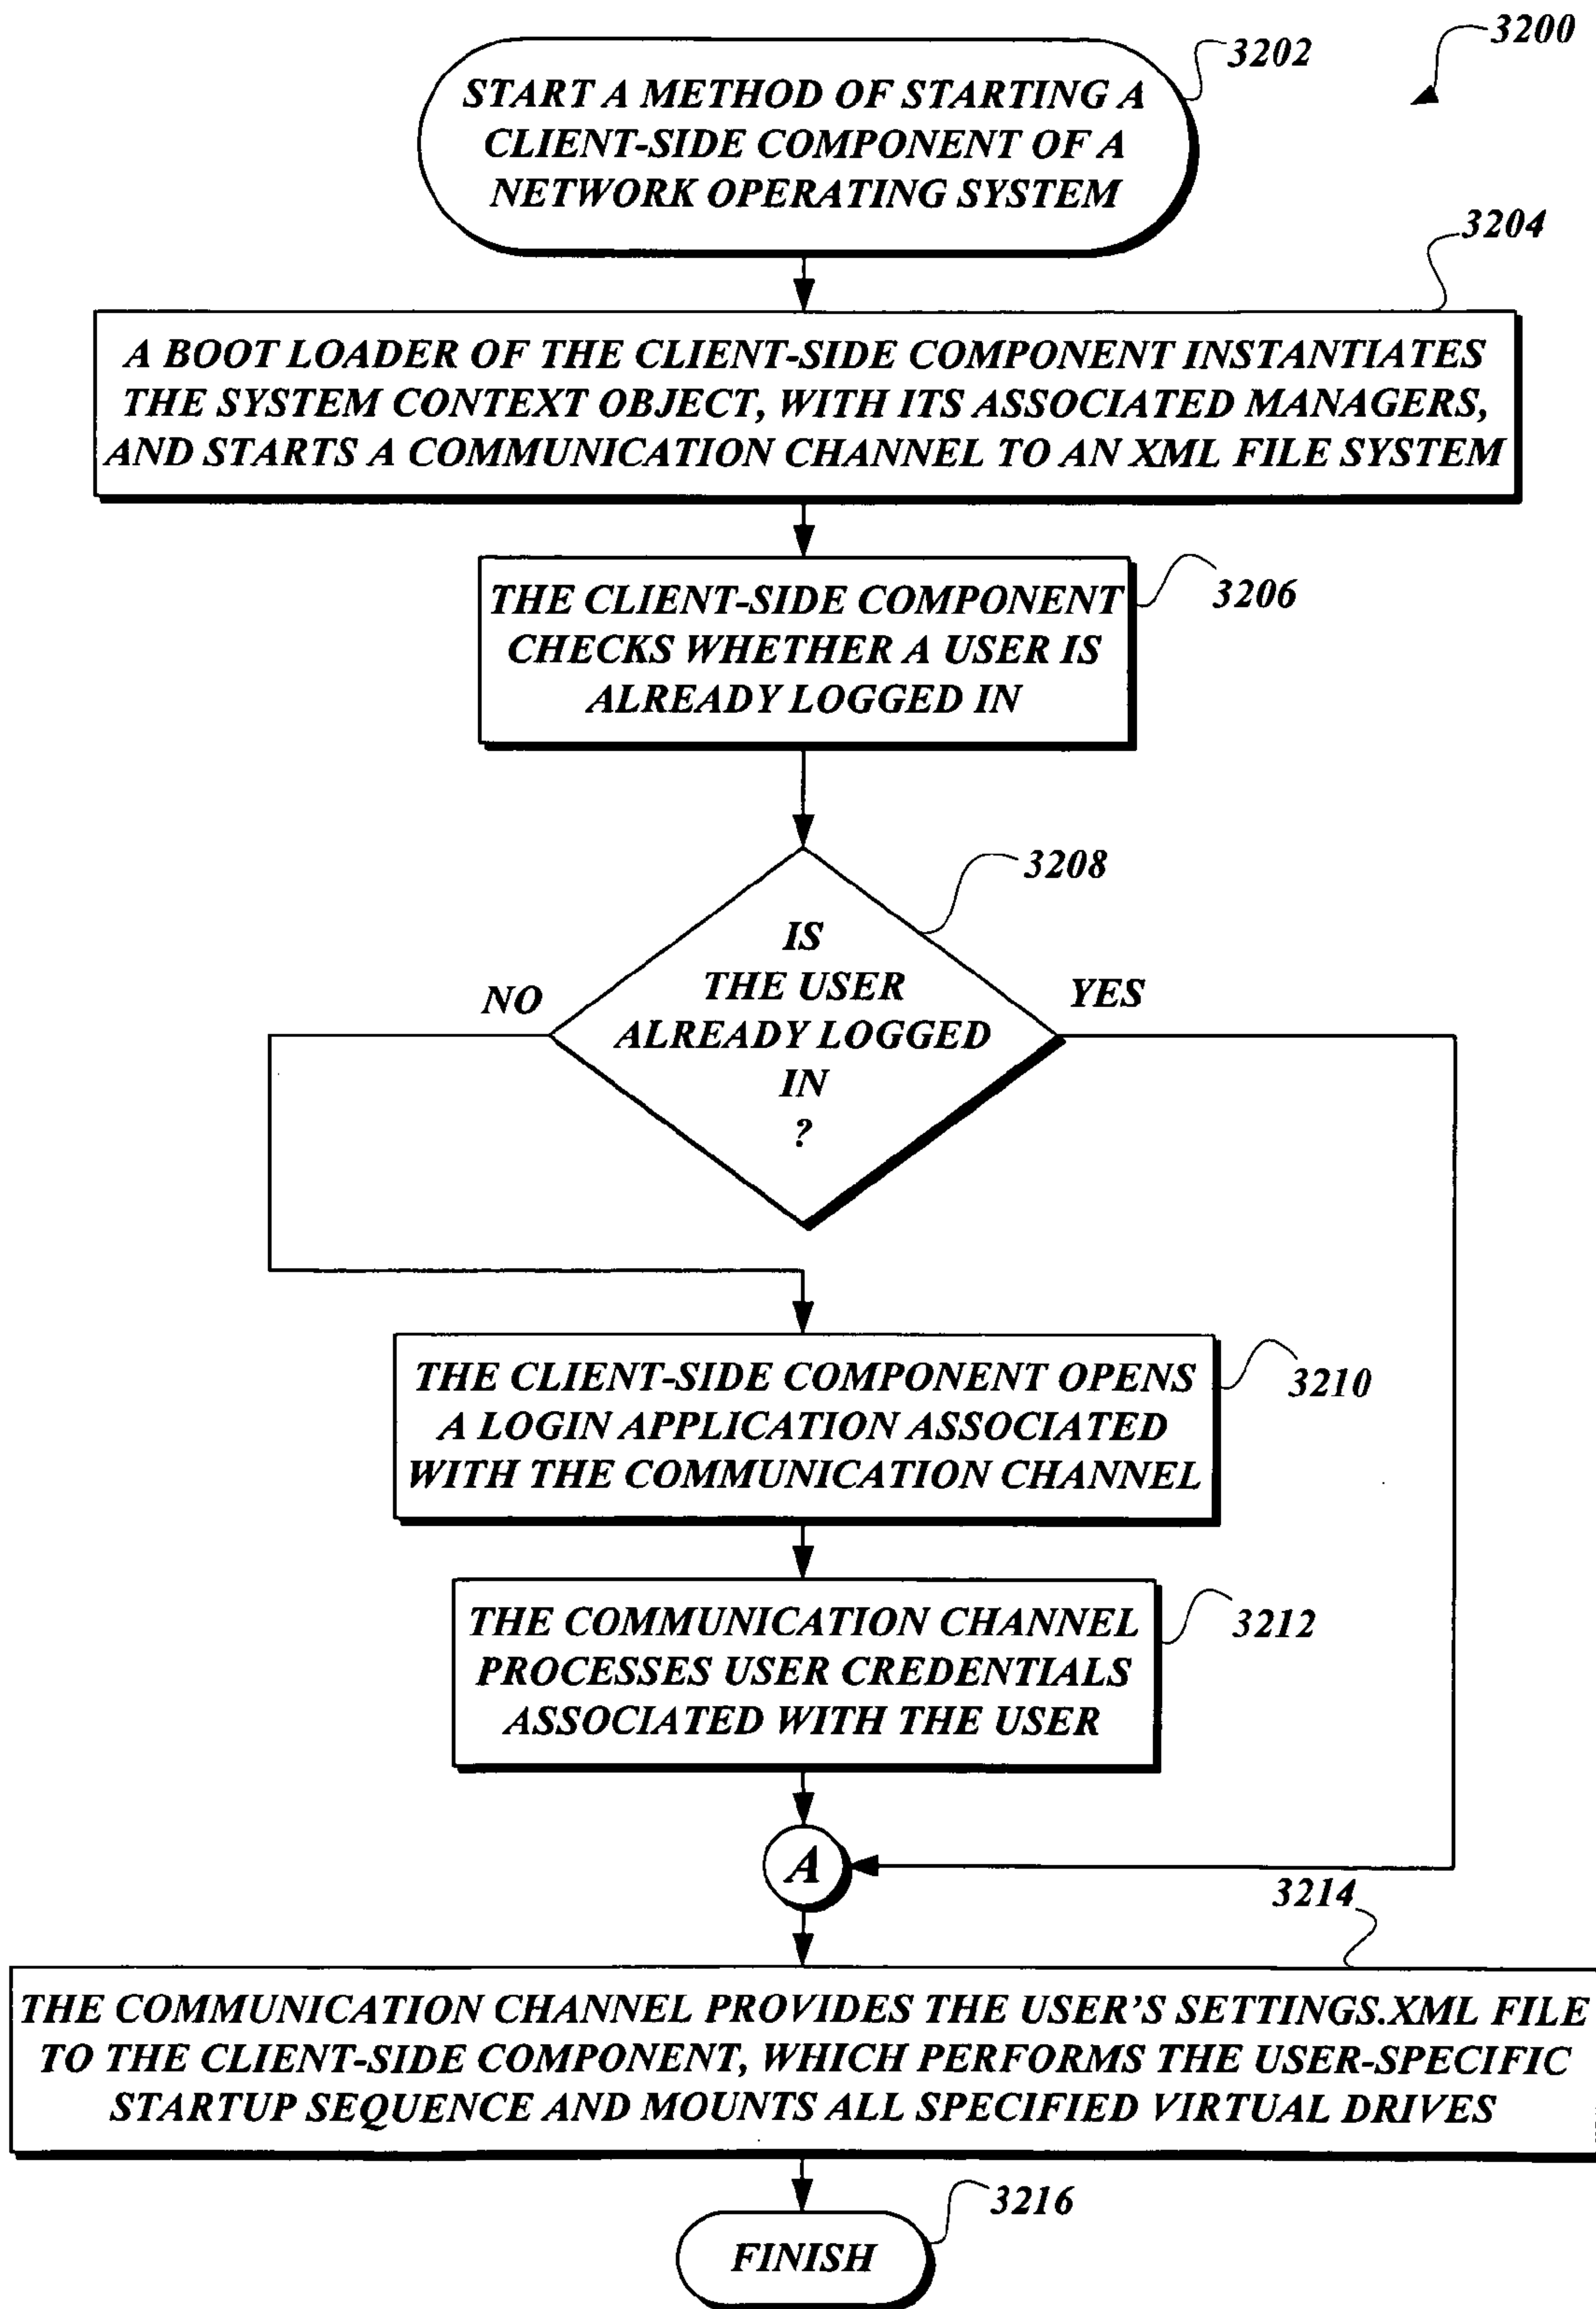 3200
3202
START A METHOD OF STARTING A
CLIENT-SIDE COMPONENT OF A
NETWORK OPERATING SYSTEM
3204
A BOOT LOADER OF THE CLIENT-SIDE COMPONENT INSTANTIATES
THE SYSTEM CONTEXT OBJECT, WITH ITS ASSOCIATED MANAGERS,
AND STARTS A COMMUNICATION CHANNEL TO AN XML FILE SYSTEM
3206
THE CLIENT-SIDE COMPONENT
CHECKS WHETHER A USER IS
ALREADY LOGGED IN
3208
IS
THE USER
ALREADY LOGGED
IN
?
NO
YES
3210
THE CLIENT-SIDE COMPONENT OPENS
A LOGIN APPLICATION ASSOCIATED
WITH THE COMMUNICATION CHANNEL
3212
THE COMMUNICATION CHANNEL
PROCESSES USER CREDENTIALS
ASSOCIATED WITH THE USER
A
3214
THE COMMUNICATION CHANNEL PROVIDES THE USER'S SETTINGS.XML FILE
TO THE CLIENT-SIDE COMPONENT, WHICH PERFORMS THE USER-SPECIFIC
STARTUP SEQUENCE AND MOUNTS ALL SPECIFIED VIRTUAL DRIVES
3216
FINISH